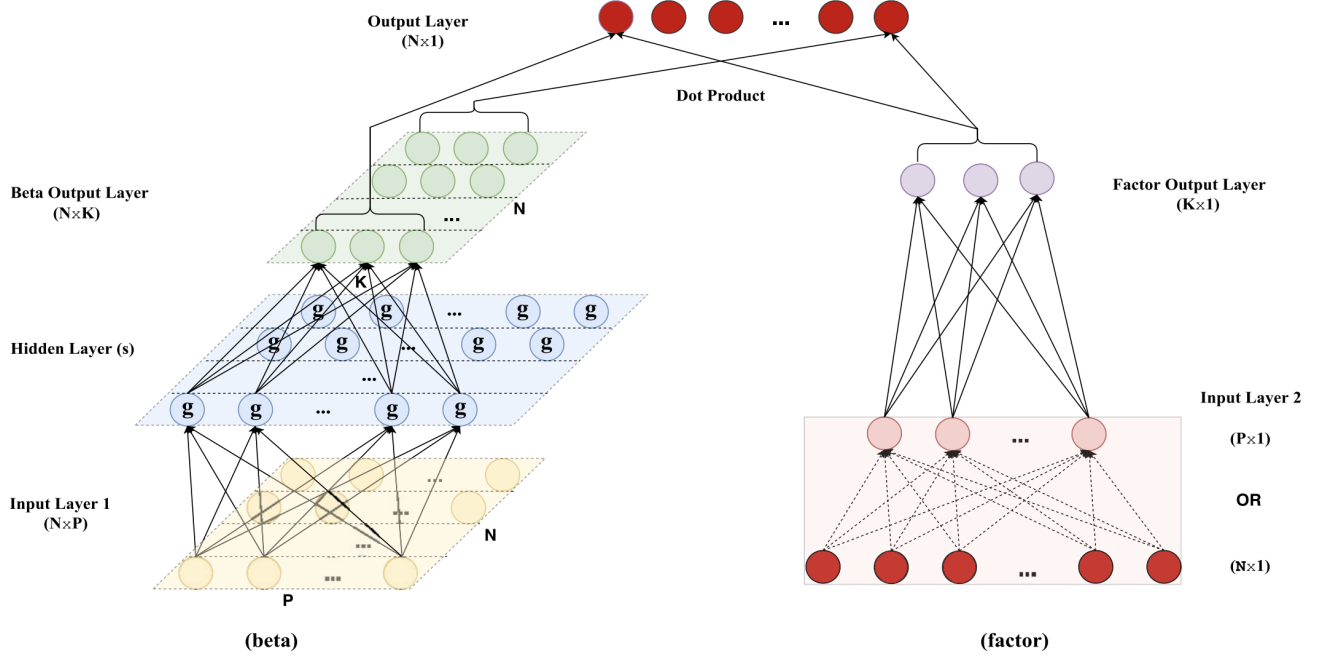 Output Layer
(N×1)
...
Dot Product
Beta Output Layer
(N×K)
...
N
K
Factor Output Layer
(K×1)
g g ... g g
g g ... g g
...
Hidden Layer (s)
g g ... g g
Input Layer 2
(P×1)
...
...
Input Layer 1
(N×P)
...
...
N
OR
...
P
...
(N×1)
(beta)
(factor)